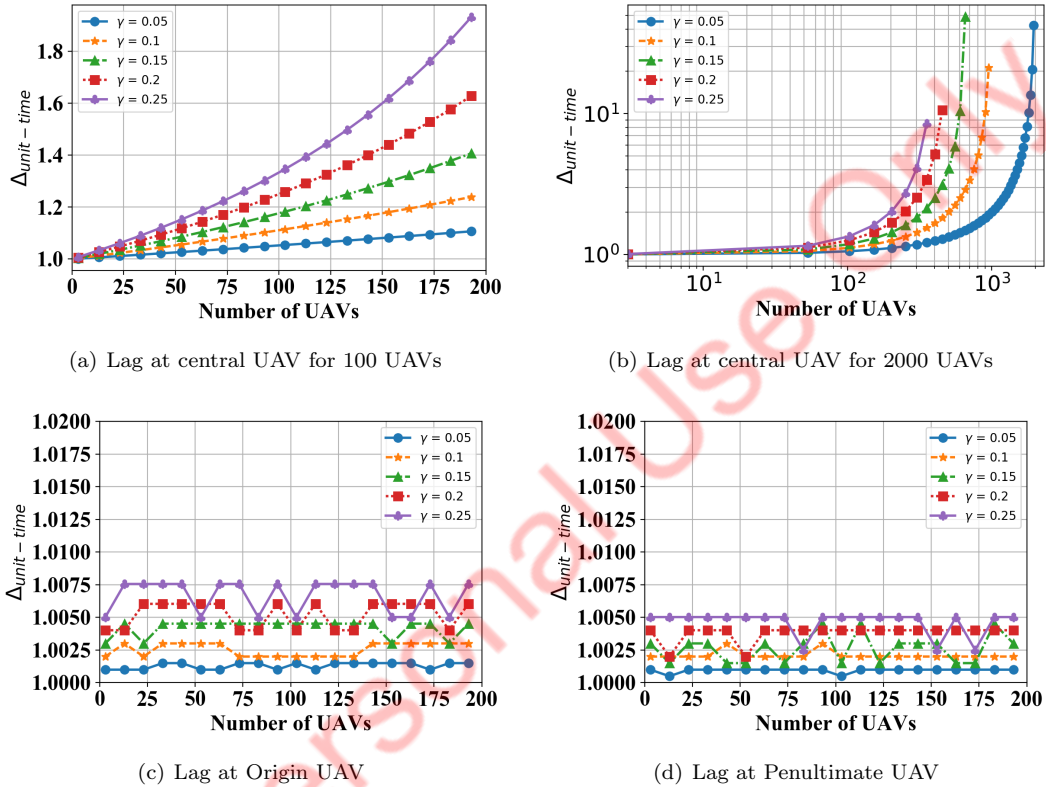 γ = 0.05
γ = 0.1
γ = 0.15
γ = 0.2
γ = 0.25
Δunit−time
1.8
1.6
1.4
1.2
1.0
0 25 50 75 100 125 150 175 200
Number of UAVs
(a) Lag at central UAV for 100 UAVs
γ = 0.05
γ = 0.1
γ = 0.15
γ = 0.2
γ = 0.25
Δunit−time
10¹
10⁰
10¹ 10² 10³
Number of UAVs
(b) Lag at central UAV for 2000 UAVs
γ = 0.05
γ = 0.1
γ = 0.15
γ = 0.2
γ = 0.25
Δunit−time
1.0200
1.0175
1.0150
1.0125
1.0100
1.0075
1.0050
1.0025
1.0000
0 25 50 75 100 125 150 175 200
Number of UAVs
(c) Lag at Origin UAV
γ = 0.05
γ = 0.1
γ = 0.15
γ = 0.2
γ = 0.25
Δunit−time
1.0200
1.0175
1.0150
1.0125
1.0100
1.0075
1.0050
1.0025
1.0000
0 25 50 75 100 125 150 175 200
Number of UAVs
(d) Lag at Penultimate UAV
ersonal Use Only